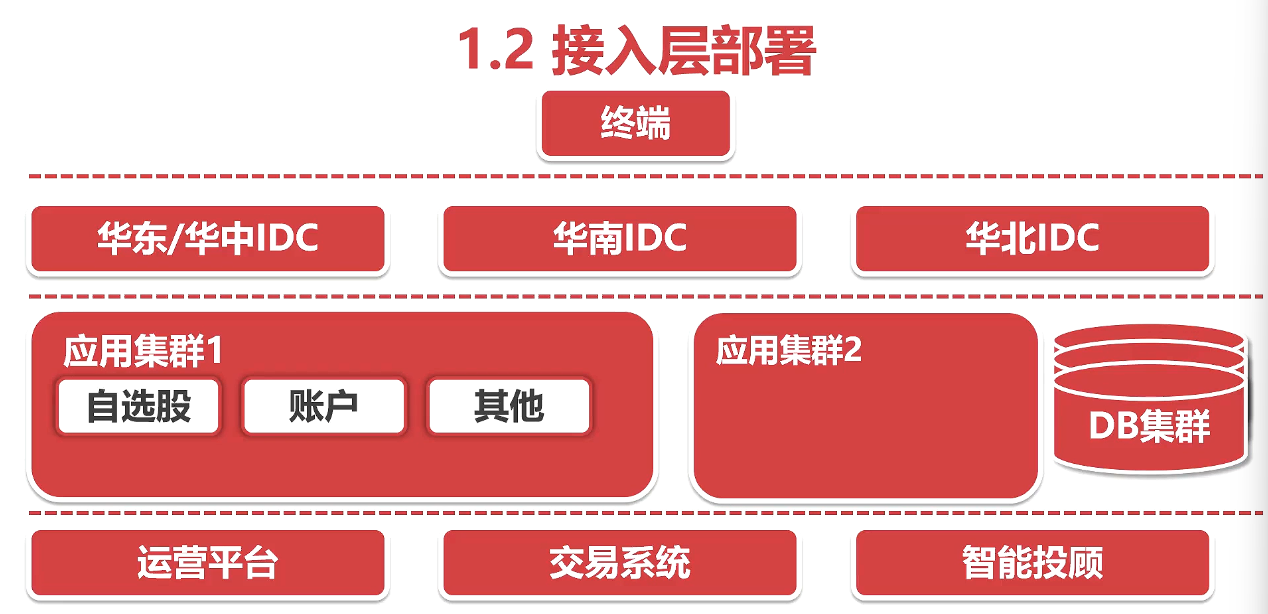 1.2 接入层部署
终端
华东/华中IDC
华南IDC
华北IDC
应用集群1
自选股
账户
其他
应用集群2
DB集群
运营平台
交易系统
智能投顾